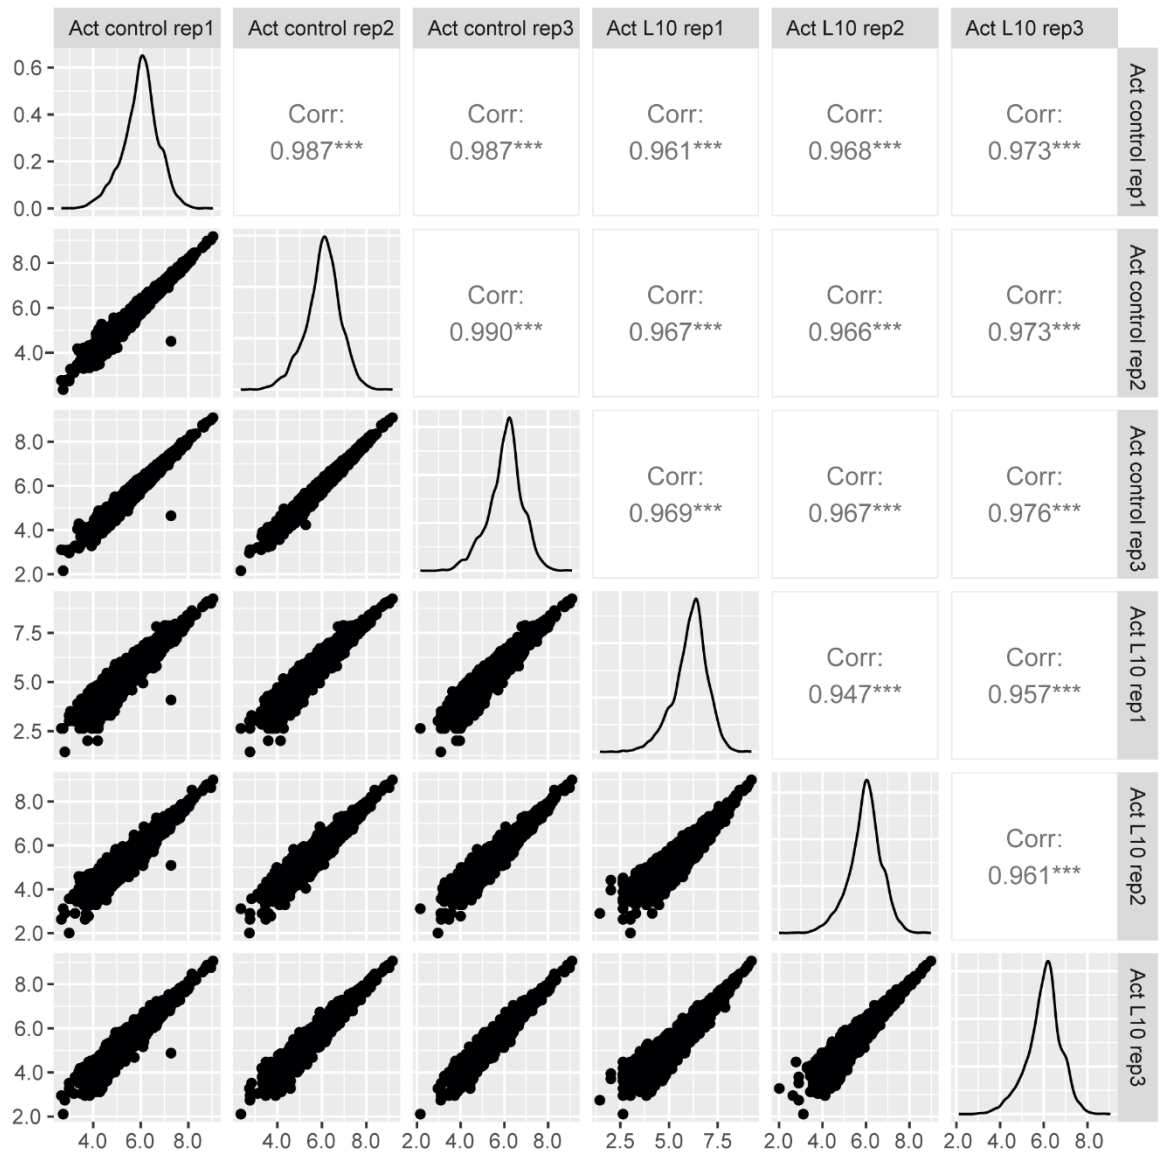 Act control rep1 Act control rep2 Act control rep3 Act L10 rep1 Act L10 rep2 Act L10 rep3
0.6
0.4
0.2
0.0
Corr:
0.987***
Corr:
0.987***
Corr:
0.961***
Corr:
0.968***
Corr:
0.973***
Act control rep1
8.0
6.0
4.0
Corr:
0.990***
Corr:
0.967***
Corr:
0.966***
Corr:
0.973***
Act control rep2
8.0
6.0
4.0
2.0
Corr:
0.969***
Corr:
0.967***
Corr:
0.976***
Act control rep3
7.5
5.0
2.5
Corr:
0.947***
Corr:
0.957***
Act L10 rep1
8.0
6.0
4.0
2.0
Corr:
0.961***
Act L10 rep2
8.0
6.0
4.0
2.0
Act L10 rep3
4.0 6.0 8.0 4.0 6.0 8.0 2.0 4.0 6.0 8.0 2.5 5.0 7.5 2.0 4.0 6.0 8.0 2.0 4.0 6.0 8.0